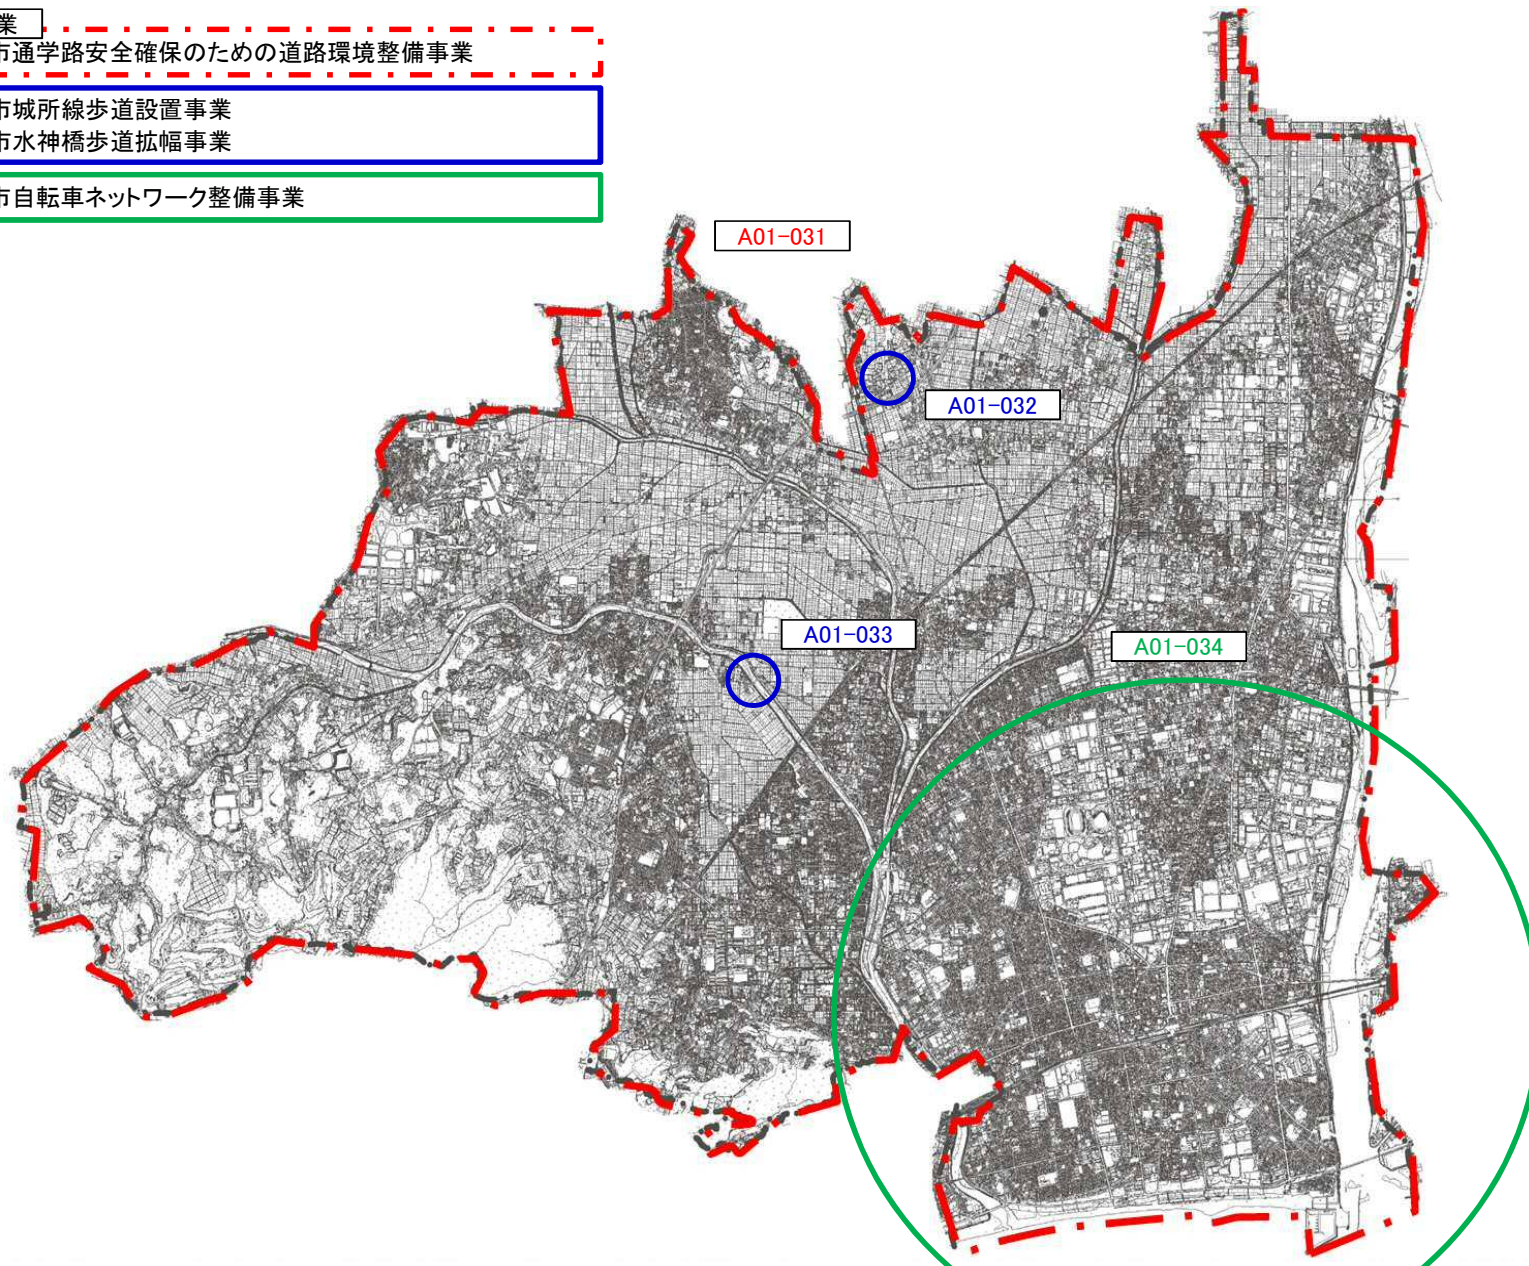 業
市通学路安全確保のための道路環境整備事業
市城所線歩道設置事業
市水神橋歩道拡幅事業
市自転車ネットワーク整備事業
A01-031
A01-032
A01-033
A01-034